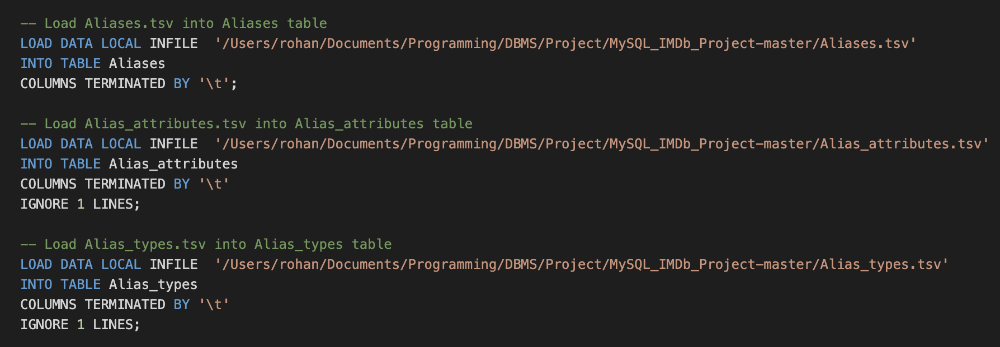 -- Load Aliases.tsv into Aliases table
LOAD DATA LOCAL INFILE  '/Users/rohan/Documents/Programming/DBMS/Project/MySQL_IMDb_Project-master/Aliases.tsv'
INTO TABLE Aliases
COLUMNS TERMINATED BY '\t';

-- Load Alias_attributes.tsv into Alias_attributes table
LOAD DATA LOCAL INFILE  '/Users/rohan/Documents/Programming/DBMS/Project/MySQL_IMDb_Project-master/Alias_attributes.tsv'
INTO TABLE Alias_attributes
COLUMNS TERMINATED BY '\t'
IGNORE 1 LINES;

-- Load Alias_types.tsv into Alias_types table
LOAD DATA LOCAL INFILE  '/Users/rohan/Documents/Programming/DBMS/Project/MySQL_IMDb_Project-master/Alias_types.tsv'
INTO TABLE Alias_types
COLUMNS TERMINATED BY '\t'
IGNORE 1 LINES;